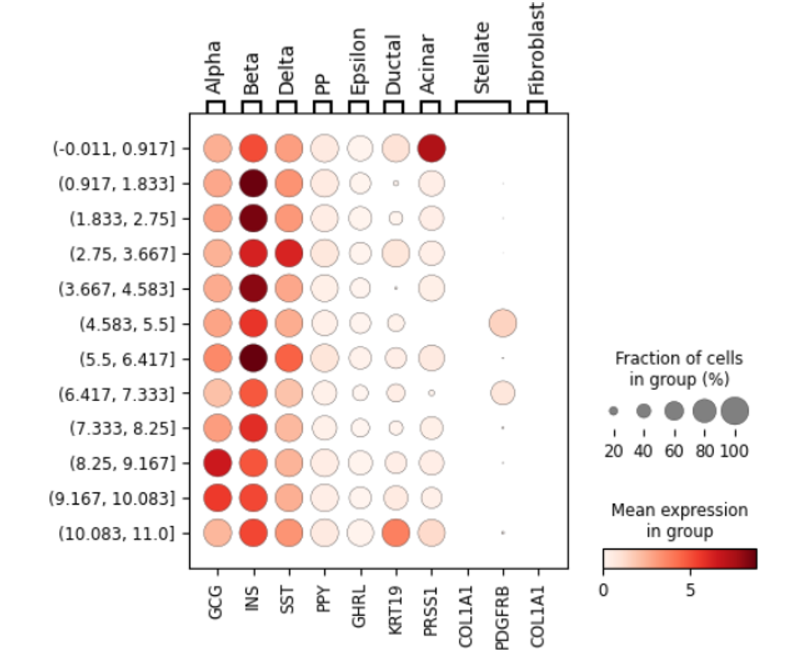 Alpha
Beta
Delta
PP
Epsilon
Ductal
Acinar
Stellate
Fibroblast
(-0.011, 0.917]
(0.917, 1.833]
(1.833, 2.75]
(2.75, 3.667]
(3.667, 4.583]
(4.583, 5.5]
(5.5, 6.417]
(6.417, 7.333]
(7.333, 8.25]
(8.25, 9.167]
(9.167, 10.083]
(10.083, 11.0]
GCG
INS
SST
PPY
GHRL
KRT19
PRSS1
COL1A1
PDGFRB
COL1A1
Fraction of cells
in group (%)
20 40 60 80 100
Mean expression
in group
0 5